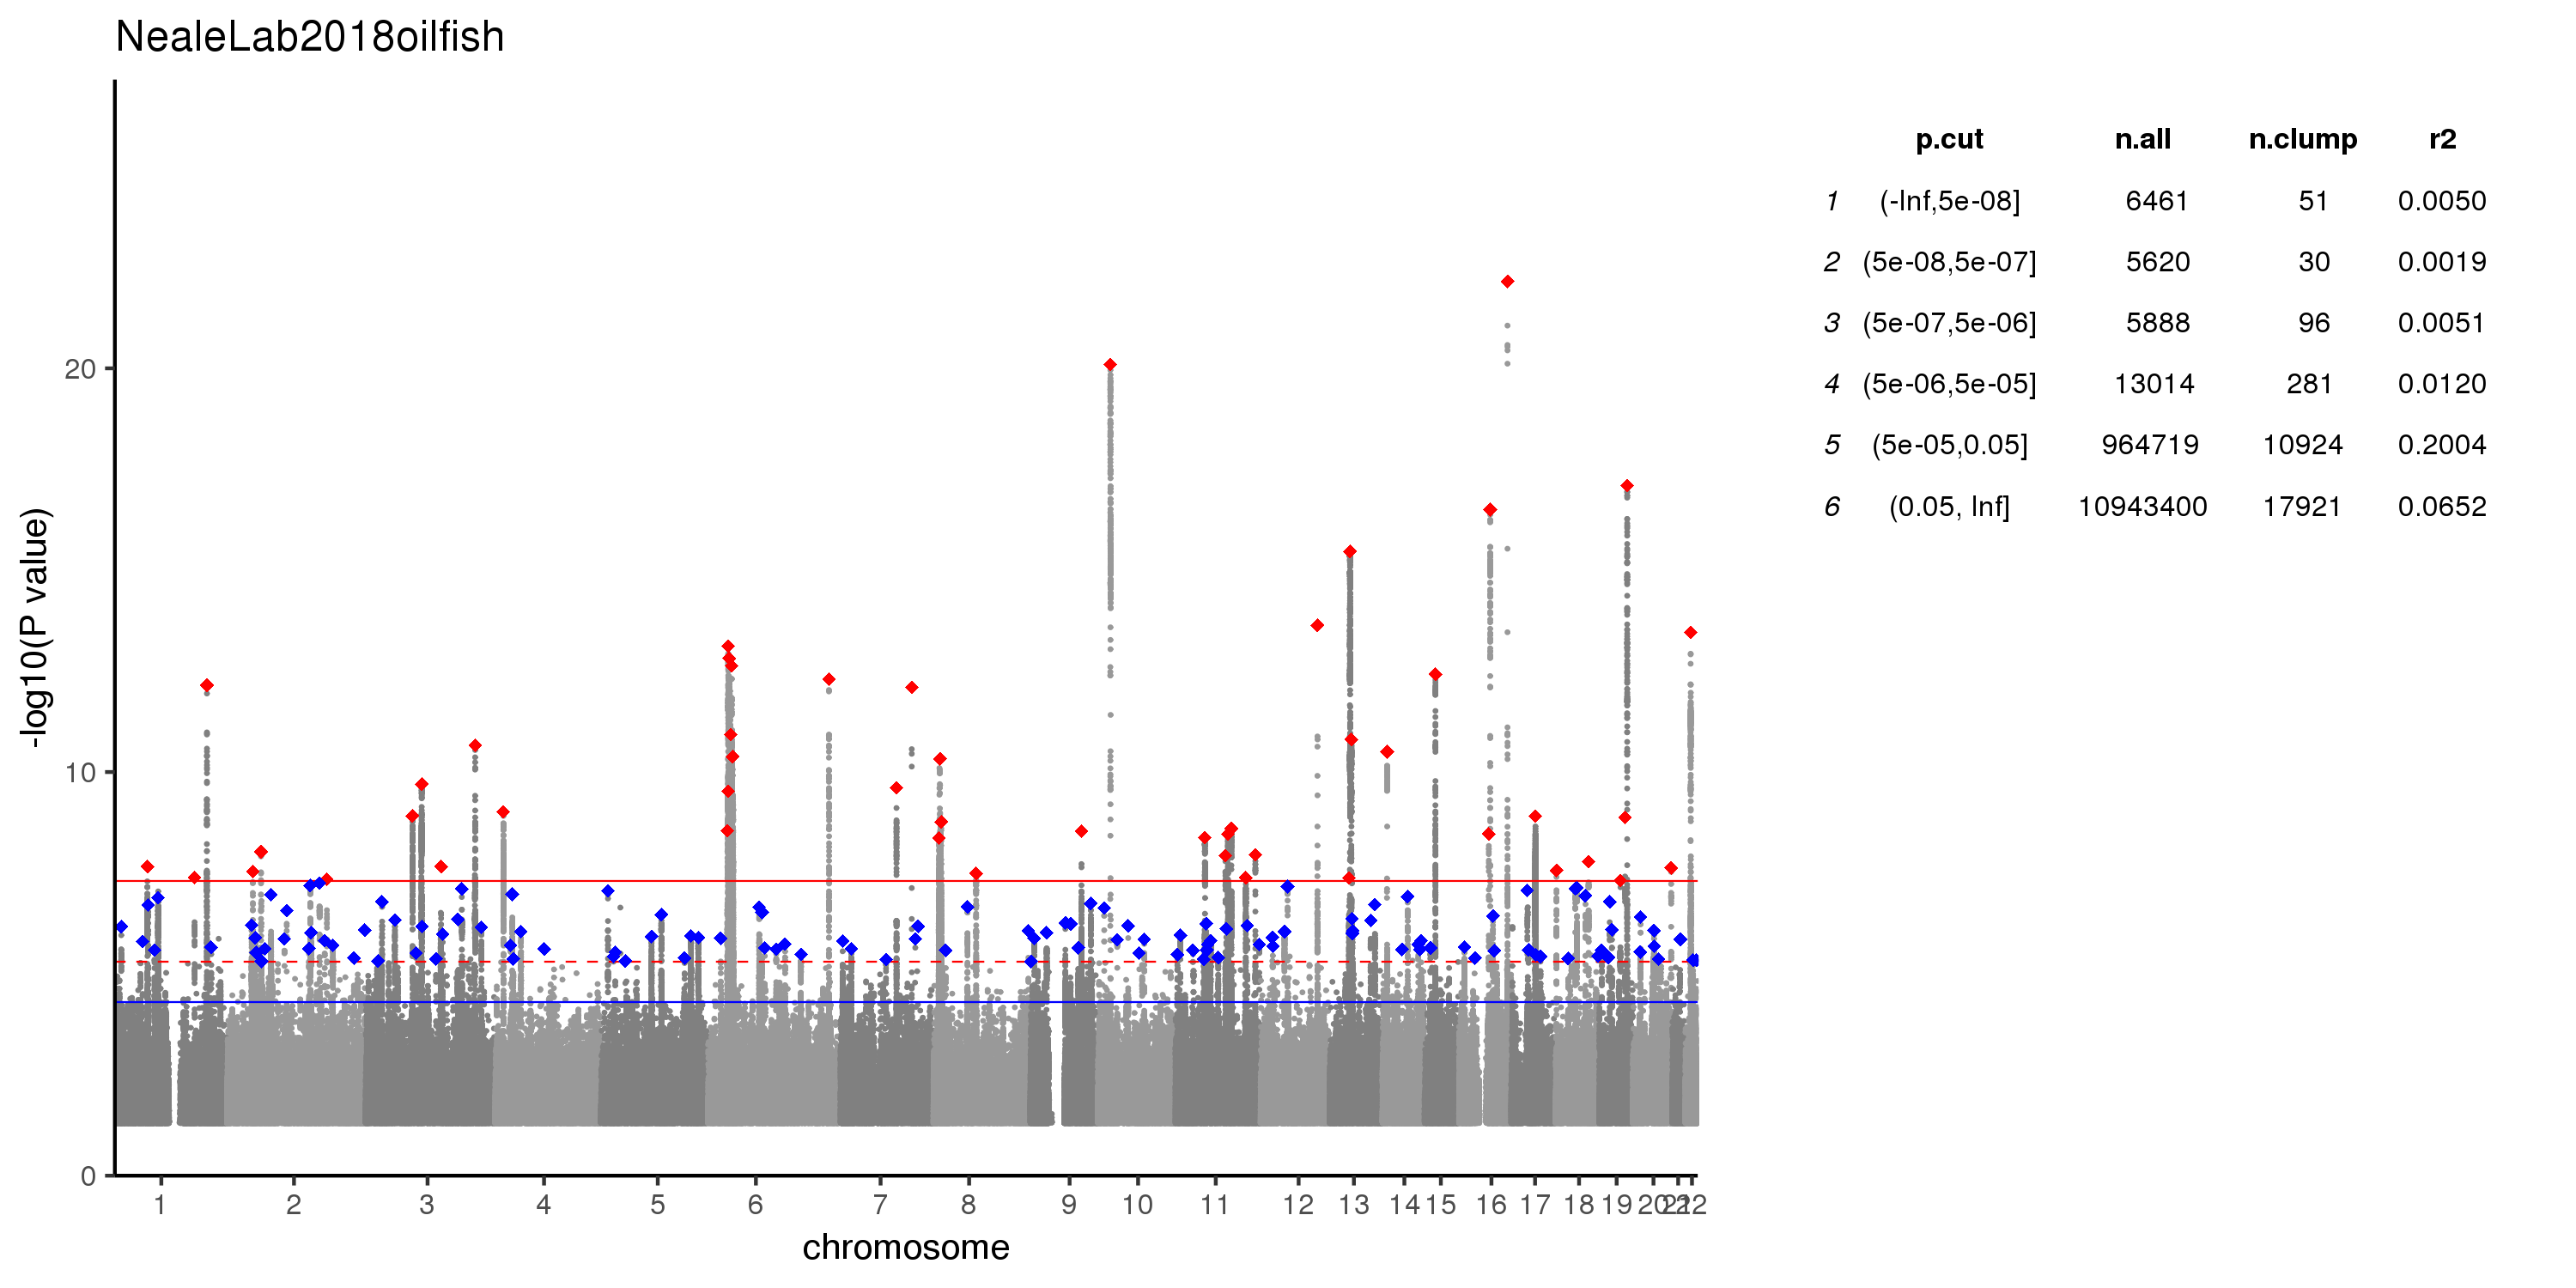 NealeLab2018oilfish
p.cut n.all n.clump r2
1 (-Inf,5e-08] 6461 51 0.0050
2 (5e-08,5e-07] 5620 30 0.0019
3 (5e-07,5e-06] 5888 96 0.0051
4 (5e-06,5e-05] 13014 281 0.0120
5 (5e-05,0.05] 964719 10924 0.2004
6 (0.05, Inf] 10943400 17921 0.0652
-log10(P value)
20
10
0
1 2 3 4 5 6 7 8 9 10 11 12 13 14 15 16 17 18 19 20 21 22
chromosome